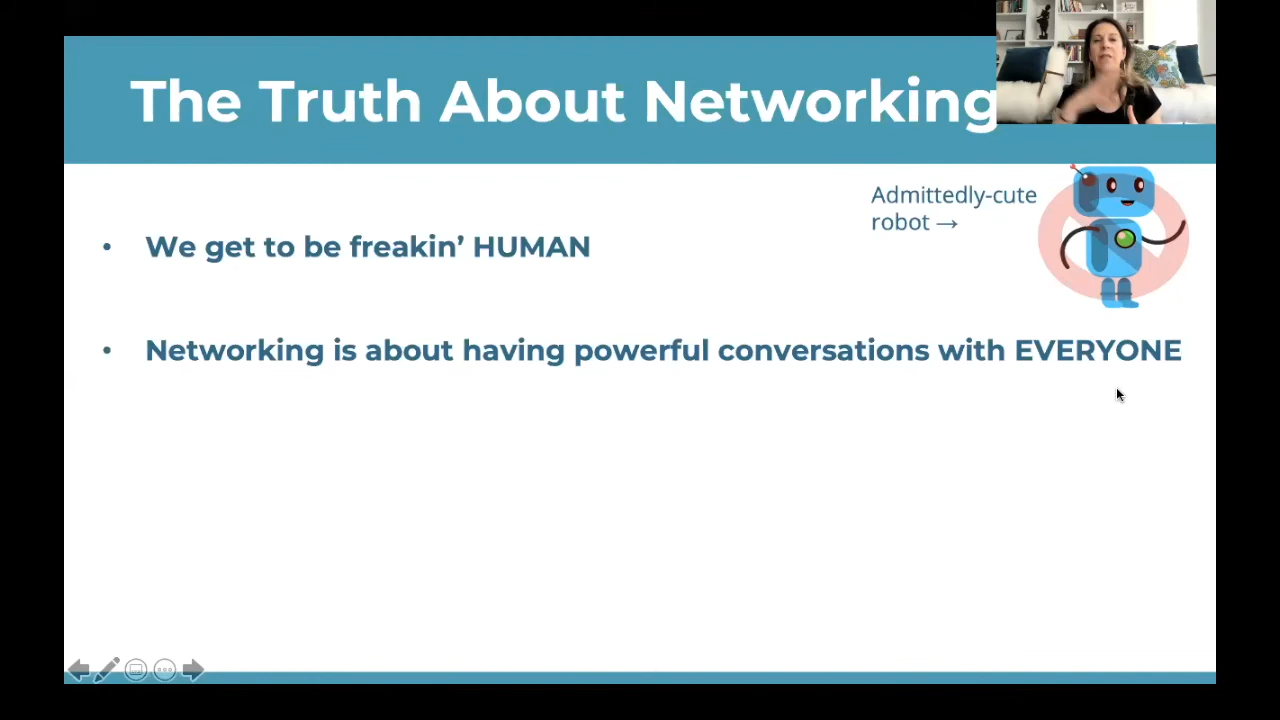 The Truth About Networking
Admittedly-cute
robot →
• We get to be freakin’ HUMAN
• Networking is about having powerful conversations with EVERYONE